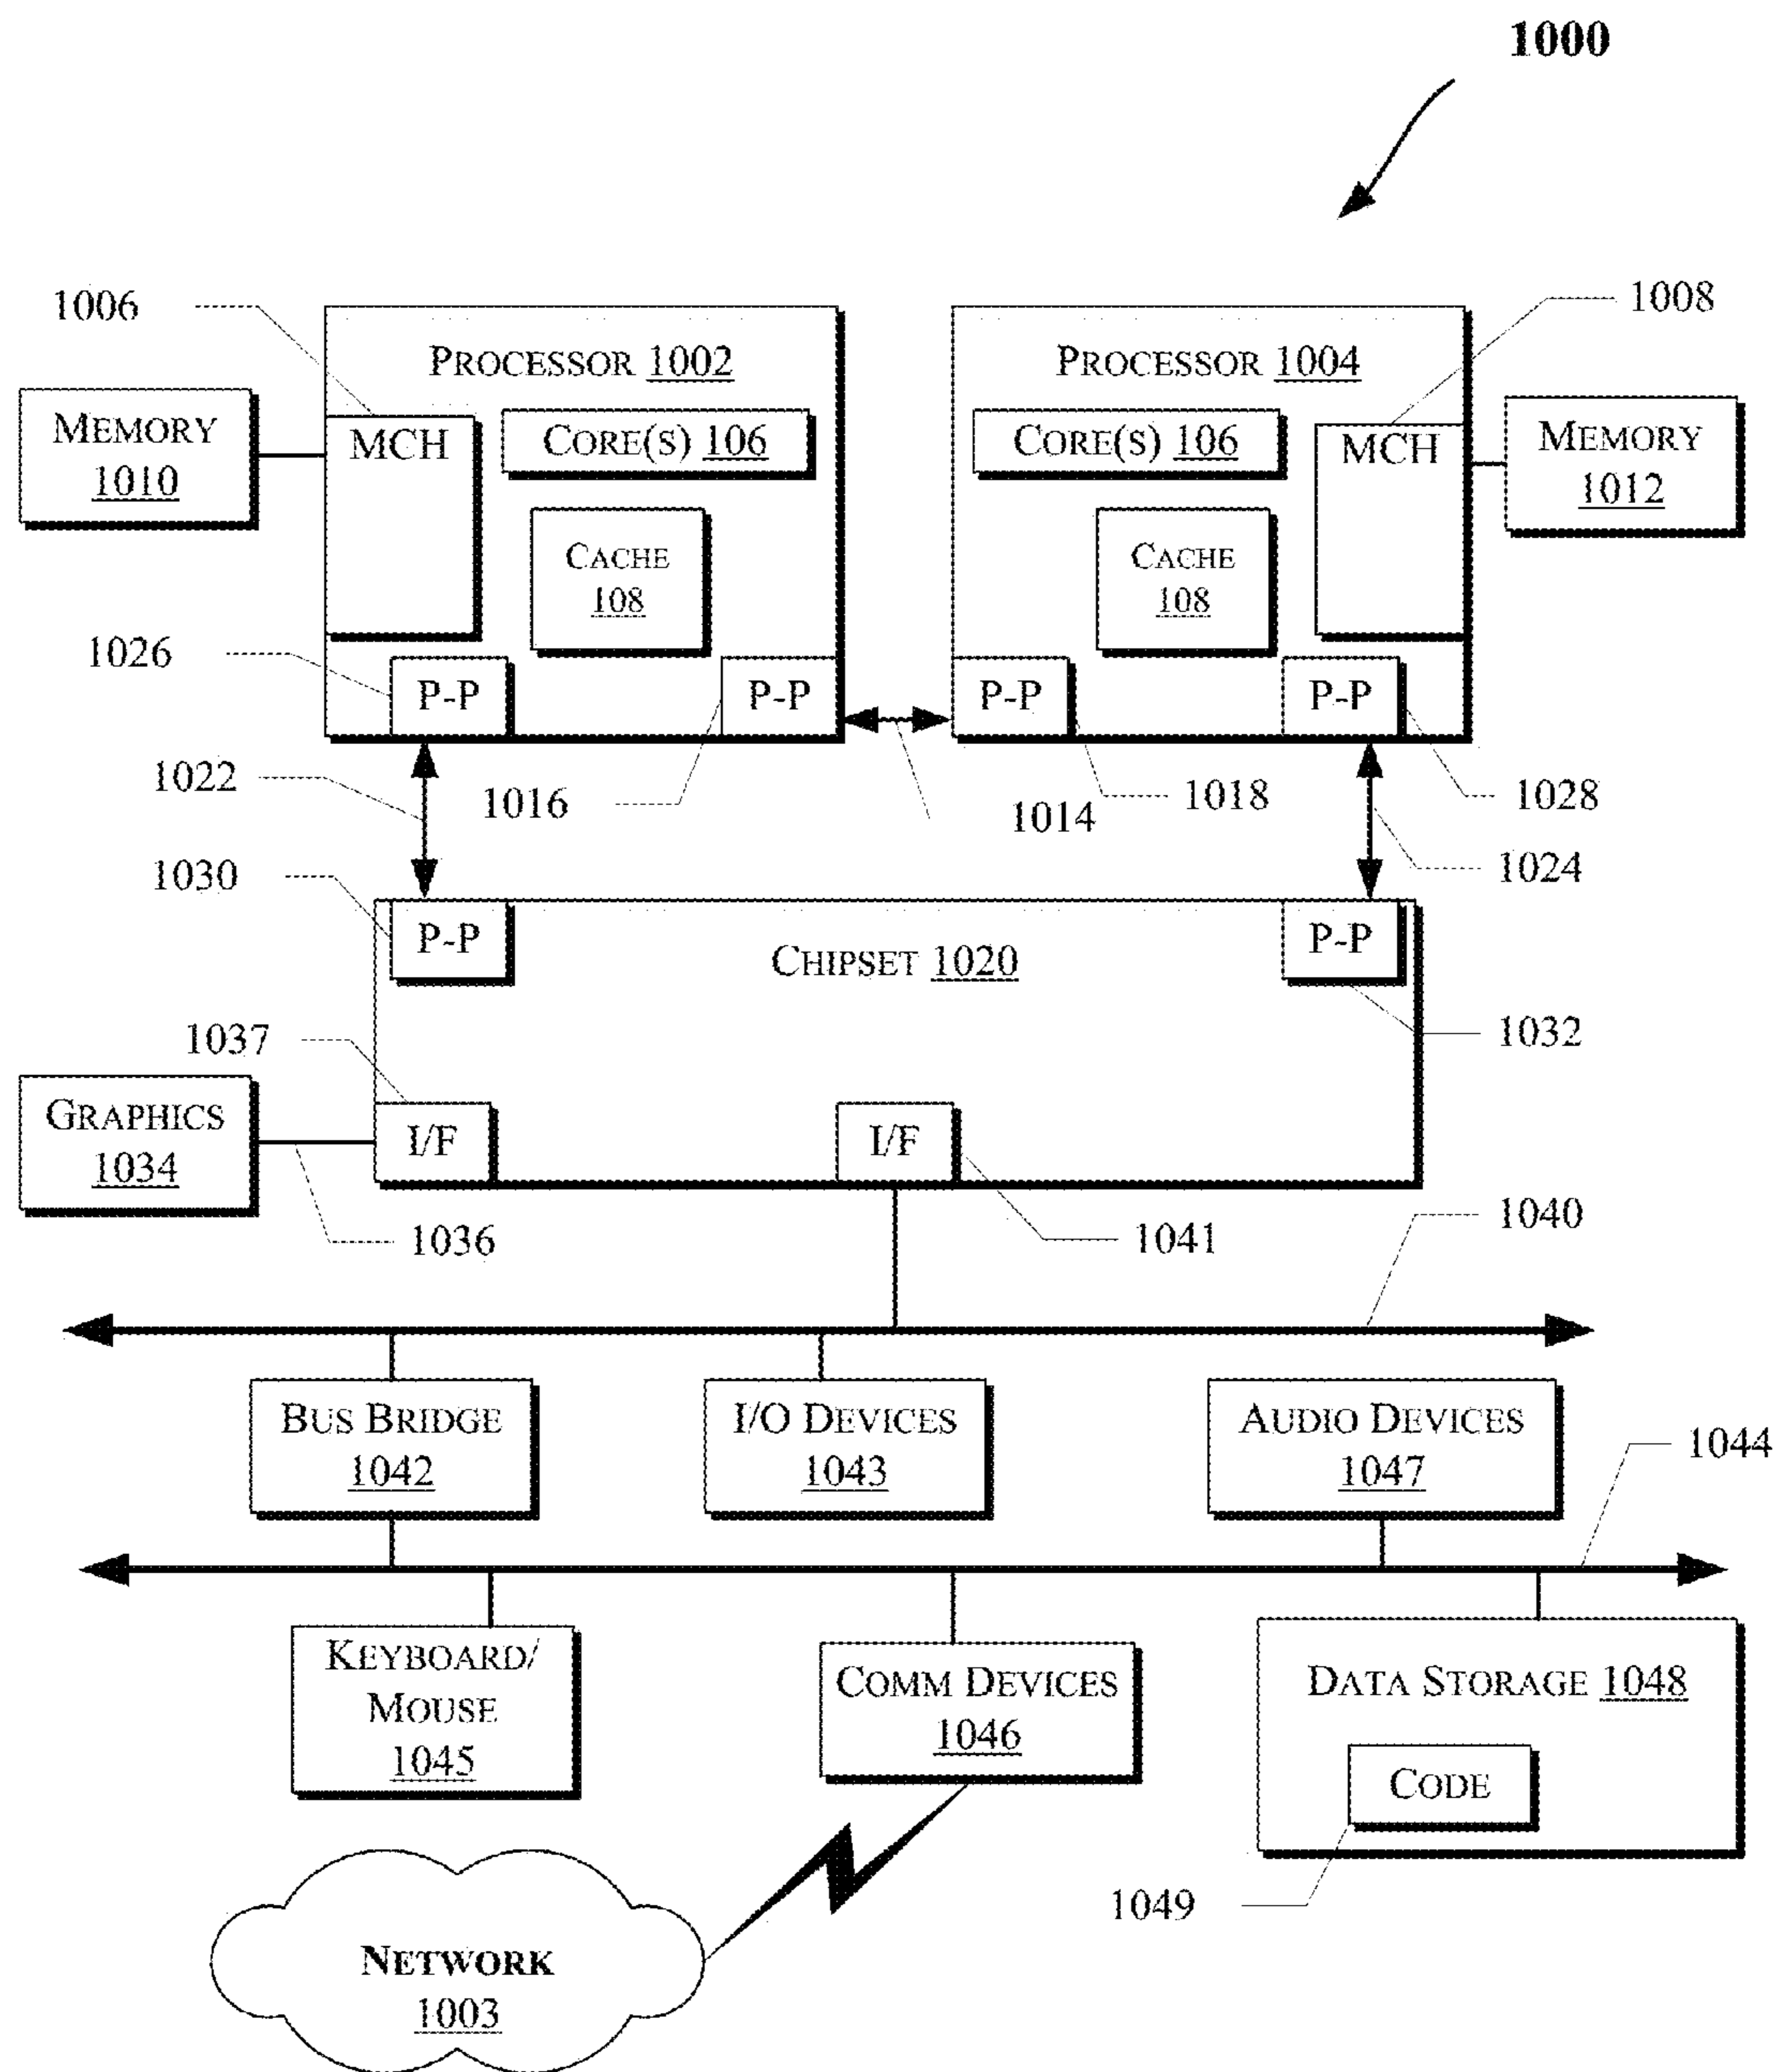 1000
1006
1008
PROCESSOR 1002
PROCESSOR 1004
MEMORY
1010
MCH
CORE(S) 106
CORE(S) 106
MCH
MEMORY
1012
CACHE
108
CACHE
108
1026
P-P
P-P
P-P
P-P
1022
1016
1014
1018
1028
1030
1024
P-P
CHIPSET 1020
P-P
1037
1032
GRAPHICS
1034
I/F
I/F
1036
1041
1040
BUS BRIDGE
1042
I/O DEVICES
1043
AUDIO DEVICES
1047
1044
KEYBOARD/
MOUSE
1045
COMM DEVICES
1046
DATA STORAGE 1048
CODE
1049
NETWORK
1003